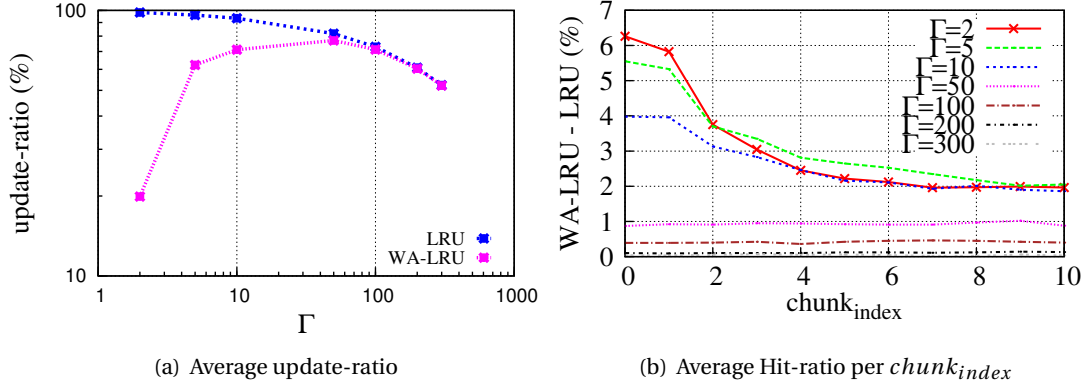 100
10
update-ratio (%)
LRU
WA-LRU
1 10 100 1000
Γ
(a) Average update-ratio
7
6
5
4
3
2
1
0
WA-LRU - LRU (%)
Γ=2
Γ=5
Γ=10
Γ=50
Γ=100
Γ=200
Γ=300
0 2 4 6 8 10
chunk_index
(b) Average Hit-ratio per chunk_index